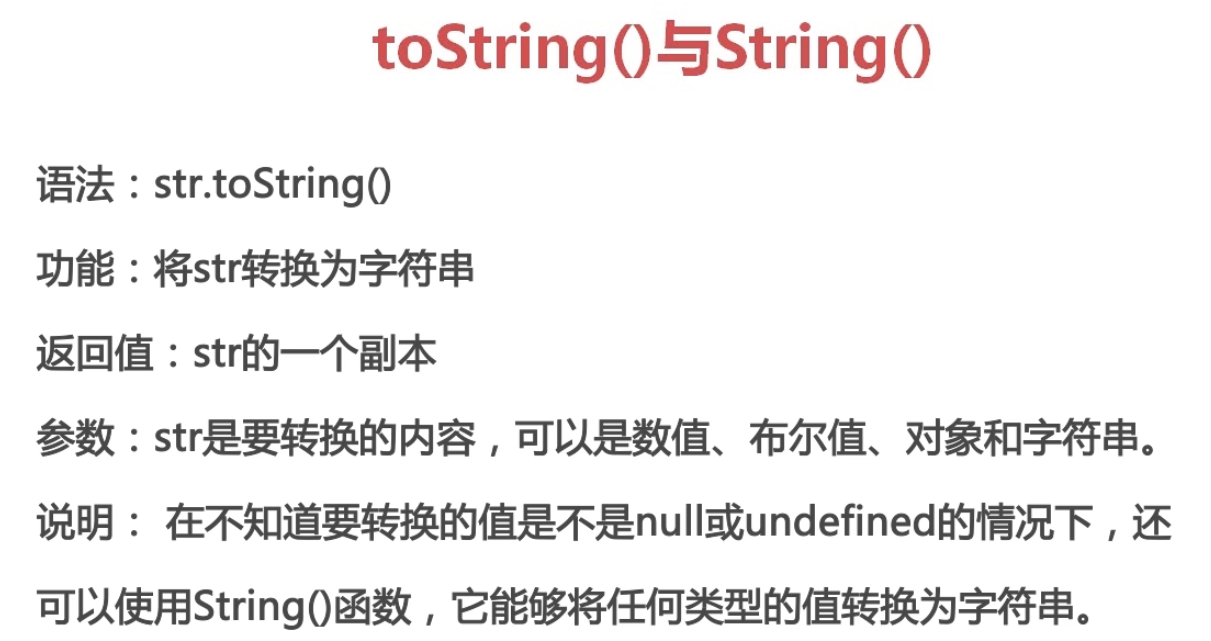 toString()与String()
语法：str.toString()
功能：将str转换为字符串
返回值：str的一个副本
参数：str是要转换的内容，可以是数值、布尔值、对象和字符串。
说明： 在不知道要转换的值是不是null或undefined的情况下，还
可以使用String()函数，它能够将任何类型的值转换为字符串。